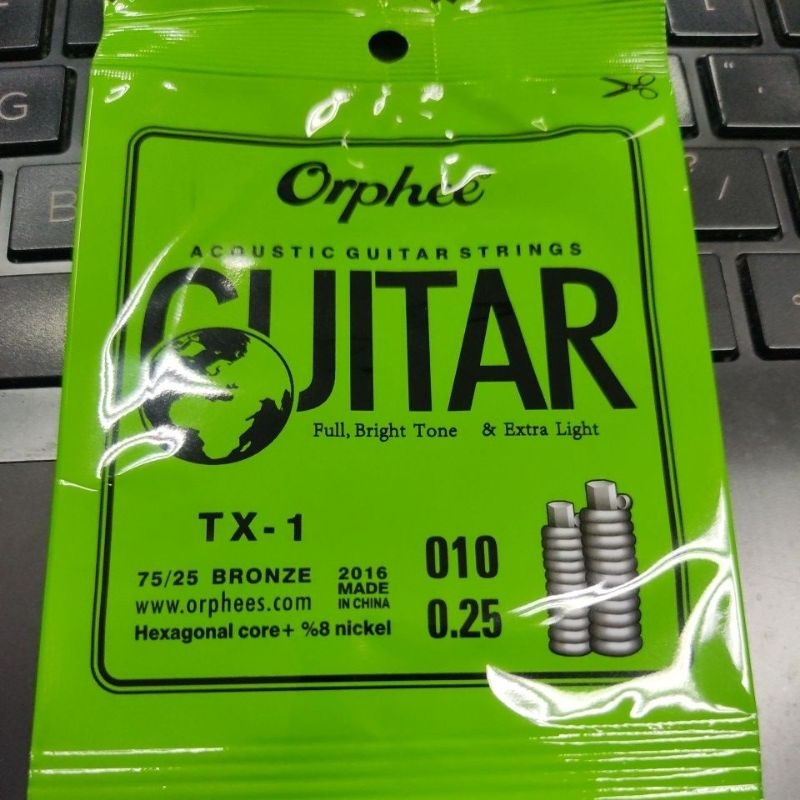 Orphee
ACOUSTIC GUITAR STRINGS
GUITAR
Full, Bright Tone & Extra Light
TX-1
75/25 BRONZE
www.orphees.com
Hexagonal core+ %8 nickel
2016
MADE
IN CHINA
010
0.25
G
B
L
?
/